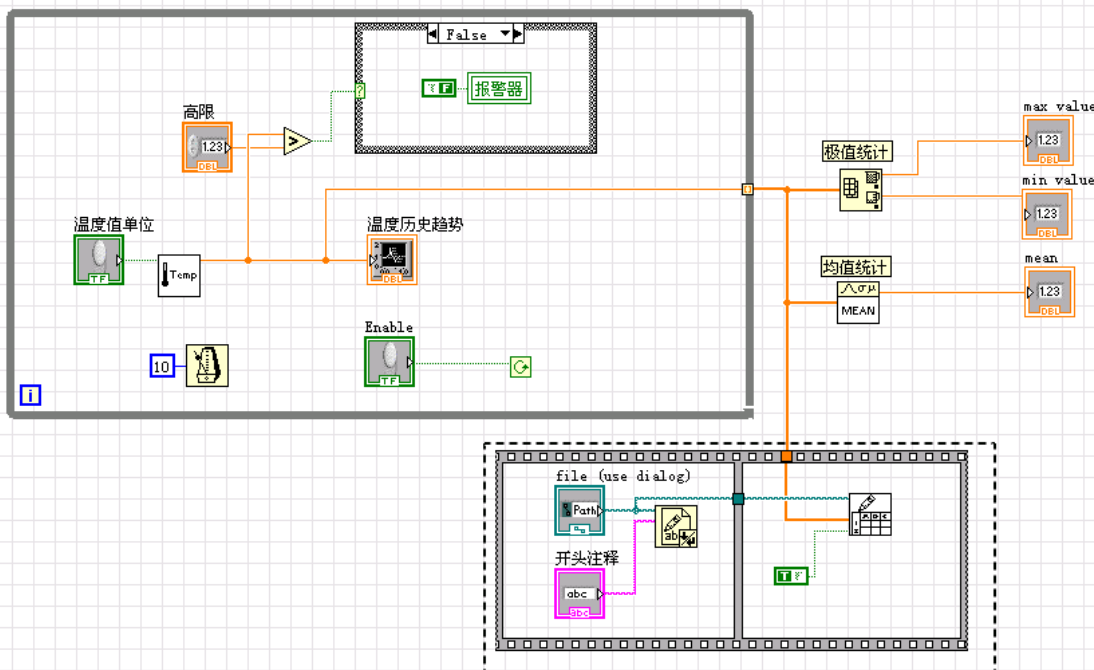 False
报警器
高限
1.23
DBL
>
温度值单位
TF
Temp
温度历史趋势
DBL
Enable
TF
10
i
极值统计
max value
1.23
DBL
min value
1.23
DBL
均值统计
MEAN
mean
1.23
DBL
file (use dialog)
Path
开头注释
abc
abc
ab
T
F
?
σμ